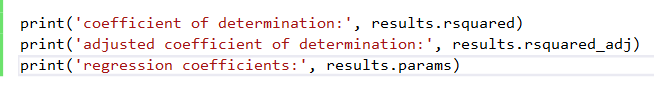 print('coefficient of determination:', results.rsquared)
print('adjusted coefficient of determination:', results.rsquared_adj)
print('regression coefficients:', results.params)